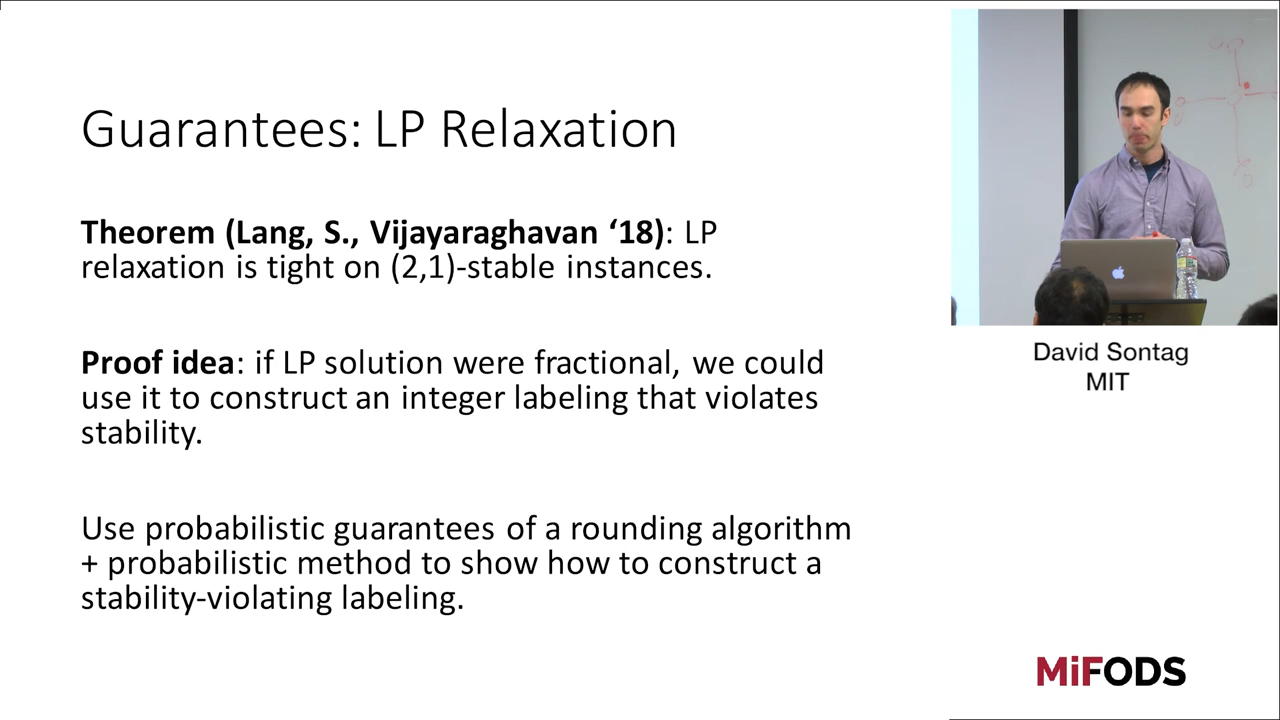 Guarantees: LP Relaxation
Theorem (Lang, S., Vijayaraghavan ‘18): LP
relaxation is tight on (2,1)-stable instances.
Proof idea: if LP solution were fractional, we could
use it to construct an integer labeling that violates
stability.
Use probabilistic guarantees of a rounding algorithm
+ probabilistic method to show how to construct a
stability-violating labeling.
David Sontag
MIT
MiFODS